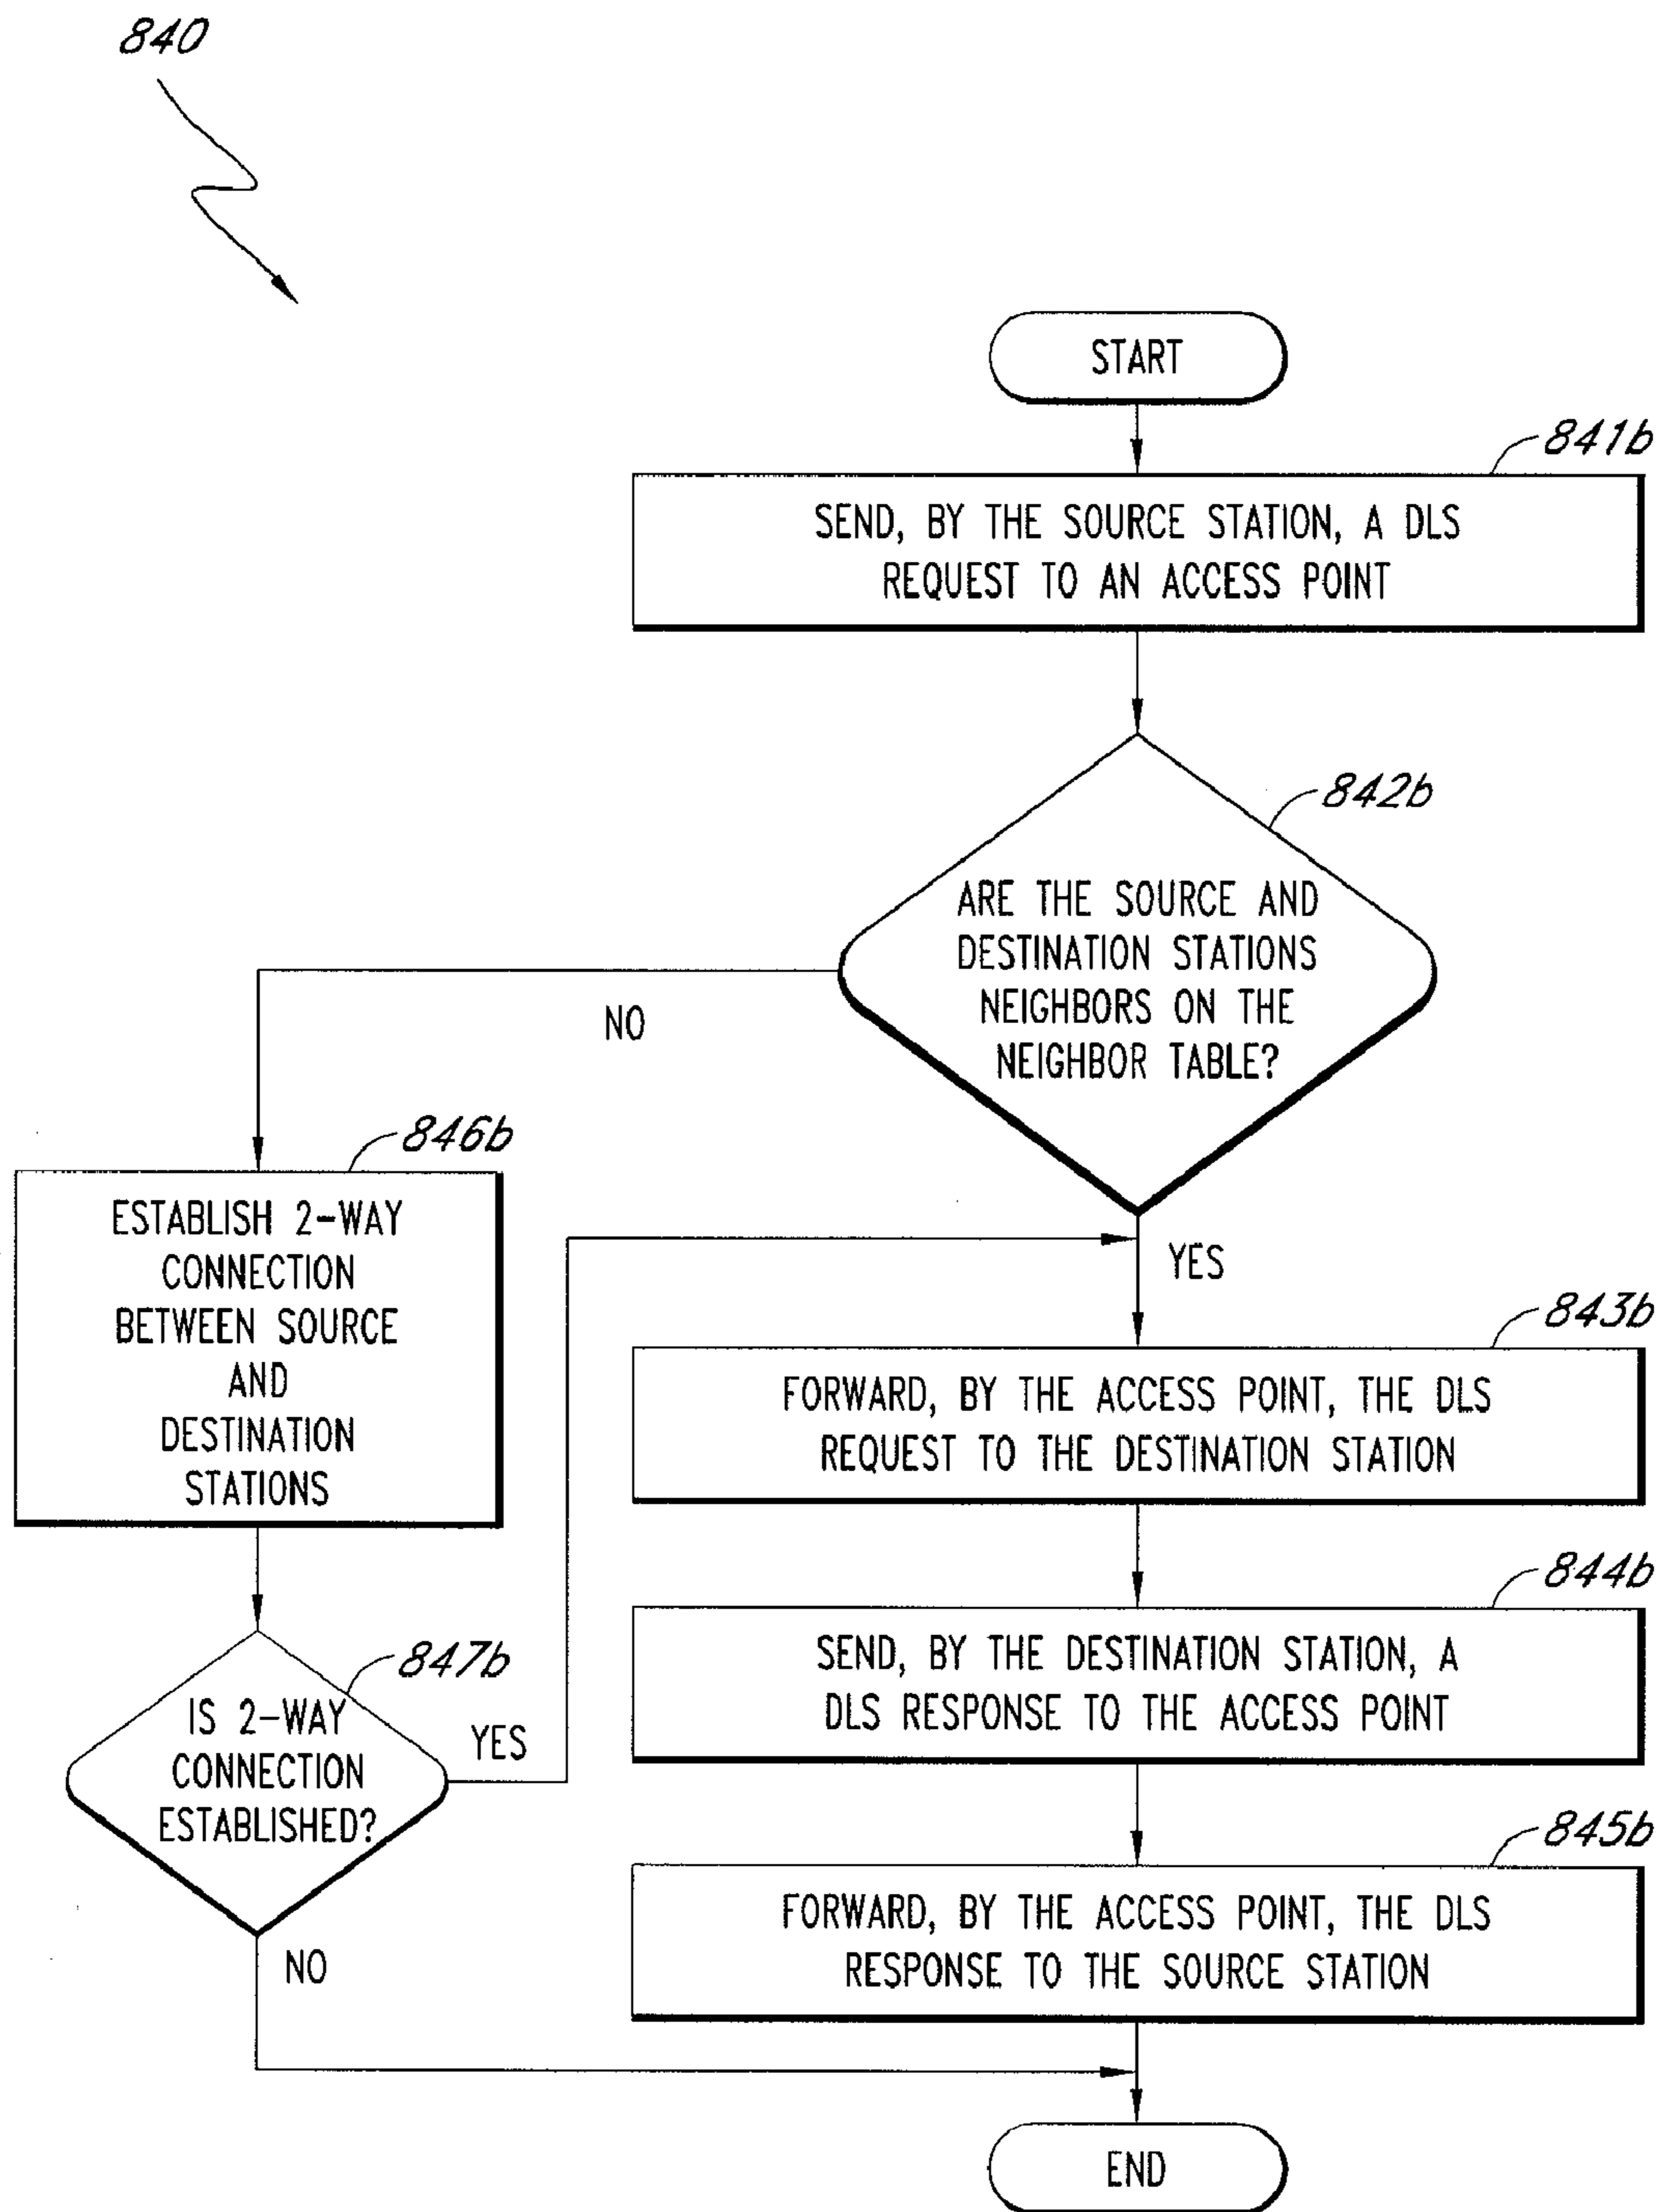 840
START
841b
SEND, BY THE SOURCE STATION, A DLS
REQUEST TO AN ACCESS POINT
842b
ARE THE SOURCE AND
DESTINATION STATIONS
NEIGHBORS ON THE
NEIGHBOR TABLE?
NO
YES
846b
ESTABLISH 2-WAY
CONNECTION
BETWEEN SOURCE
AND
DESTINATION
STATIONS
843b
FORWARD, BY THE ACCESS POINT, THE DLS
REQUEST TO THE DESTINATION STATION
844b
SEND, BY THE DESTINATION STATION, A
DLS RESPONSE TO THE ACCESS POINT
847b
IS 2-WAY
CONNECTION
ESTABLISHED?
YES
NO
845b
FORWARD, BY THE ACCESS POINT, THE DLS
RESPONSE TO THE SOURCE STATION
END